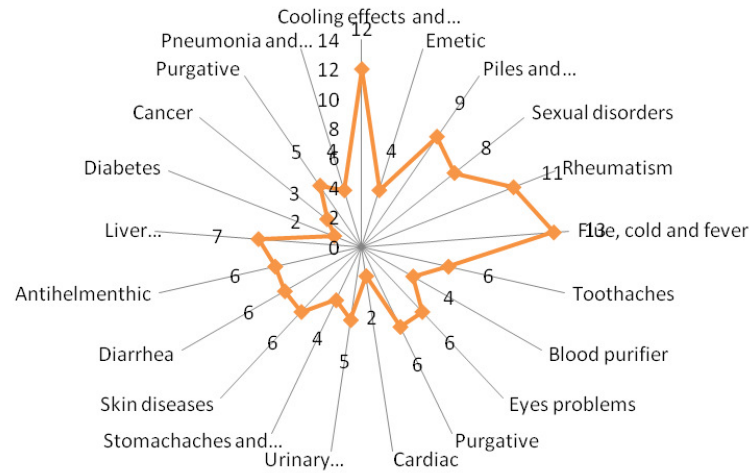 Cooling effects and...
12
Pneumonia and...
14
Emetic
Purgative
12
Piles and...
10
9
Cancer
Sexual disorders
8
5
4
6
4
8
Diabetes
11
Rheumatism
3
4
2
2
Liver...
7
0
13
Flue, cold and fever
6
6
Antihelmenthic
Toothaches
6
2
4
Diarrhea
6
4
5
6
6
Blood purifier
Skin diseases
Eyes problems
Stomachaches and...
Purgative
Urinary...
Cardiac